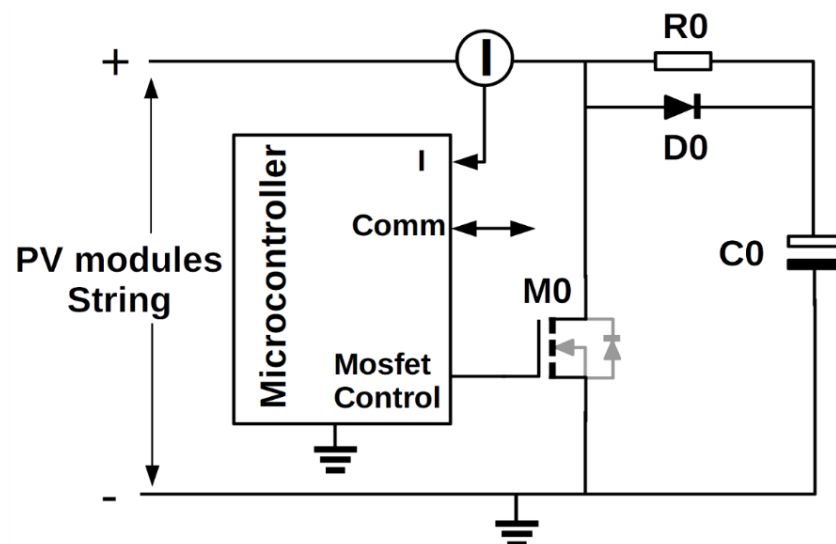 R0
+
I
D0
Microcontroller
I
Comm
PV modules
String
C0
M0
Mosfet
Control
-